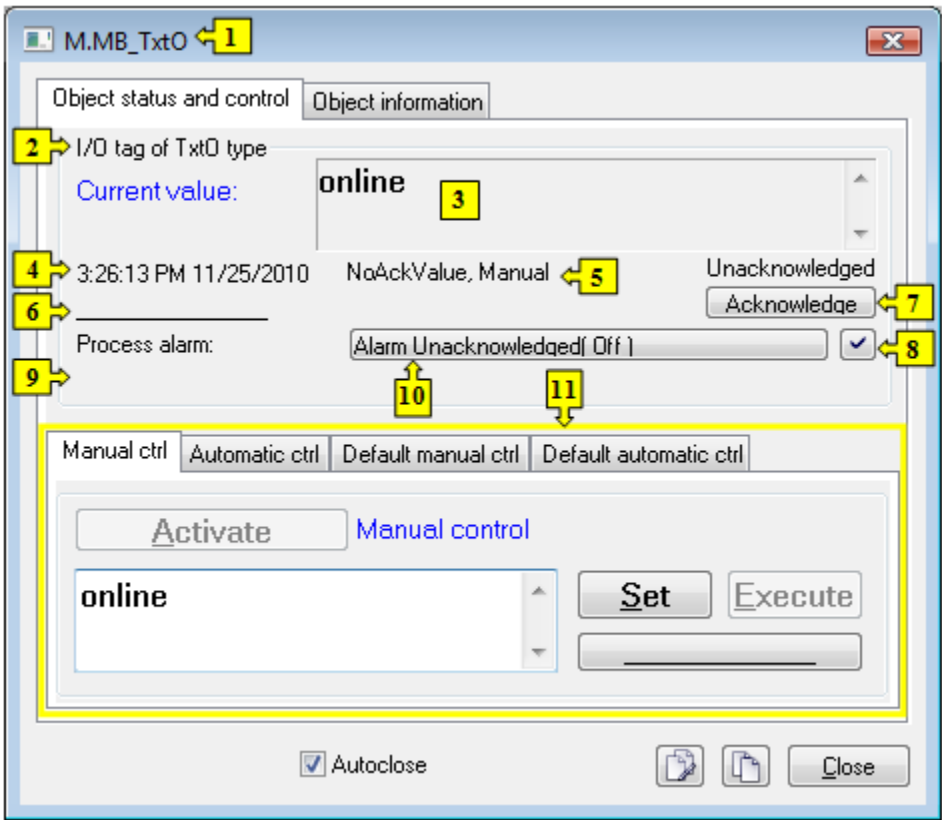 M.MB_TxtO 1
Object status and control Object information
2 I/O tag of TxtO type
Current value: online 3
4 3:26:13 PM 11/25/2010 NoAckValue, Manual 5 Unacknowledged
6 Acknowledge 7
Process alarm: Alarm Unacknowledged( Off ) 8
9 10 11
Manual ctrl Automatic ctrl Default manual ctrl Default automatic ctrl
Activate Manual control
online Set Execute
Autoclose Close